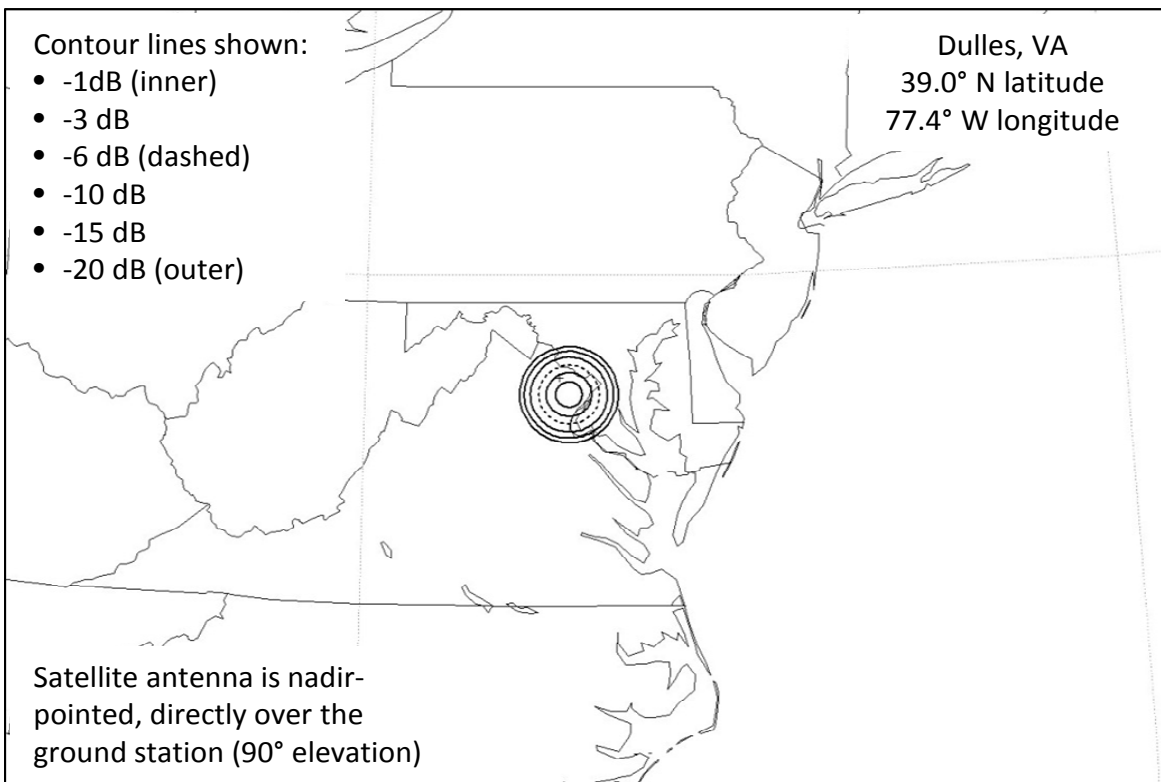 Contour lines shown:
• -1dB (inner)
• -3 dB
• -6 dB (dashed)
• -10 dB
• -15 dB
• -20 dB (outer)
Dulles, VA
39.0° N latitude
77.4° W longitude
Satellite antenna is nadir-
pointed, directly over the
ground station (90° elevation)